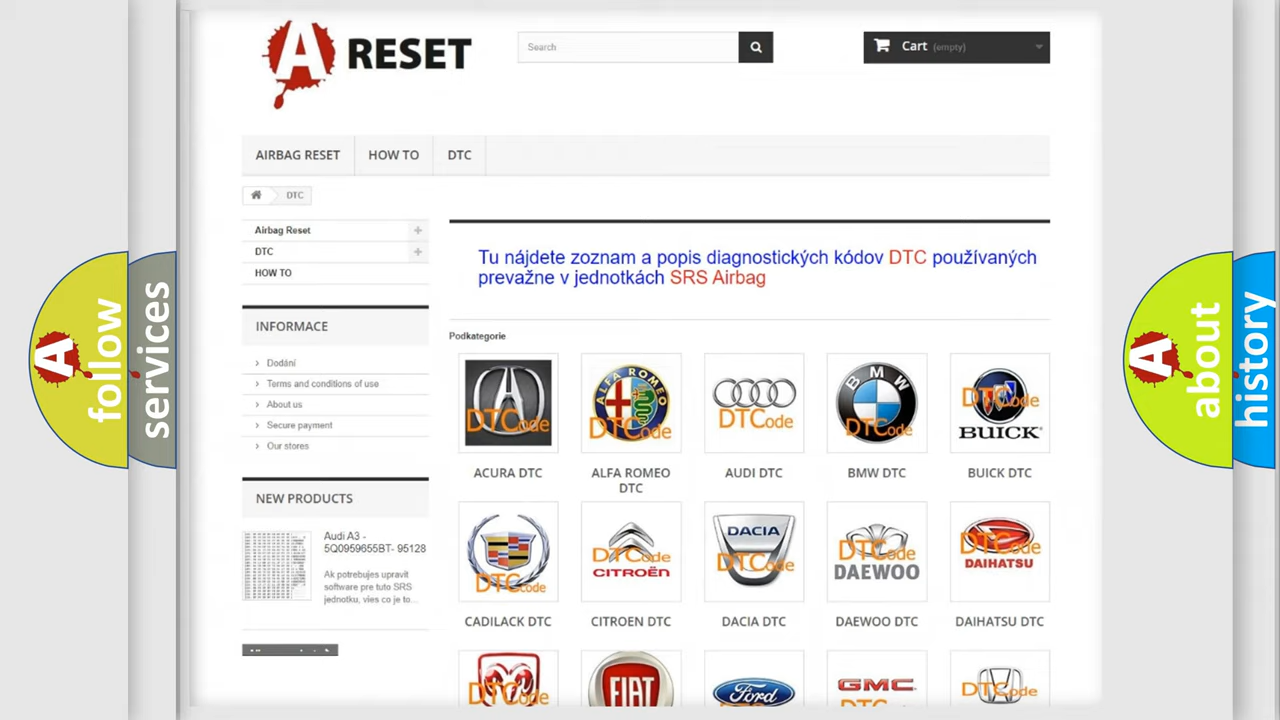 A RESET
Search
Cart (empty)
AIRBAG RESET
HOW TO
DTC
DTC
Airbag Reset
DTC
HOW TO
Tu nájdete zoznam a popis diagnostických kódov DTC používaných
prevažne v jednotkách SRS Airbag
INFORMACE
Dodání
Terms and conditions of use
About us
Secure payment
Our stores
Podkategorie
DTCode
ALFA ROMEO
DTCode
DTCode
BMW
DTCode
DTCode
BUICK
ACURA DTC
ALFA ROMEO
DTC
AUDI DTC
BMW DTC
BUICK DTC
NEW PRODUCTS
Audi A3 -
5Q0959655BT- 95128
Ak potrebujes upravit
software pre tuto SRS
jednotku, vies co je to...
DTCode
DTCode
CITROËN
DACIA
DTCode
DTCode
DAEWOO
DTCode
DAIHATSU
CADILACK DTC
CITROEN DTC
DACIA DTC
DAEWOO DTC
DAIHATSU DTC
DTCode
FIAT
Ford
GMC
DTCode
A follow
services
A about
history